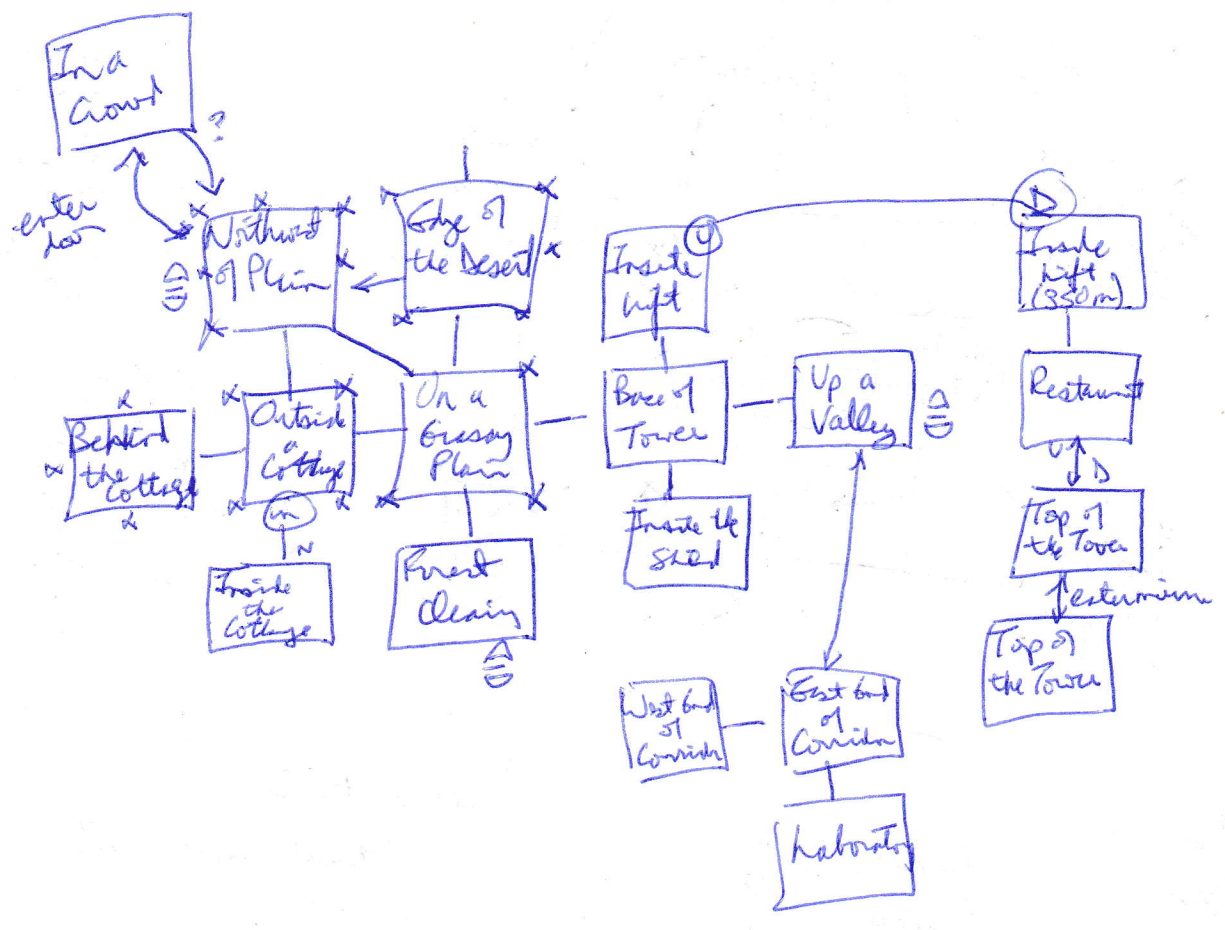 In a
Crowd
?
enter
door
Northwest
of Plain
Edge of
the Desert
U
Inside
Lift
D
Inside
Lift
(350m)
Behind
the
Cottage
Outside
a
Cottage
in
N
On a
Grassy
Plain
Base of
Tower
Up a
Valley
Restaurant
U
D
Inside
the
Cottage
Forest
Clearing
Inside the
Shed
Top of
the Tower
Top of
the Tower
West End
of
Corridor
East End
of
Corridor
Laboratory